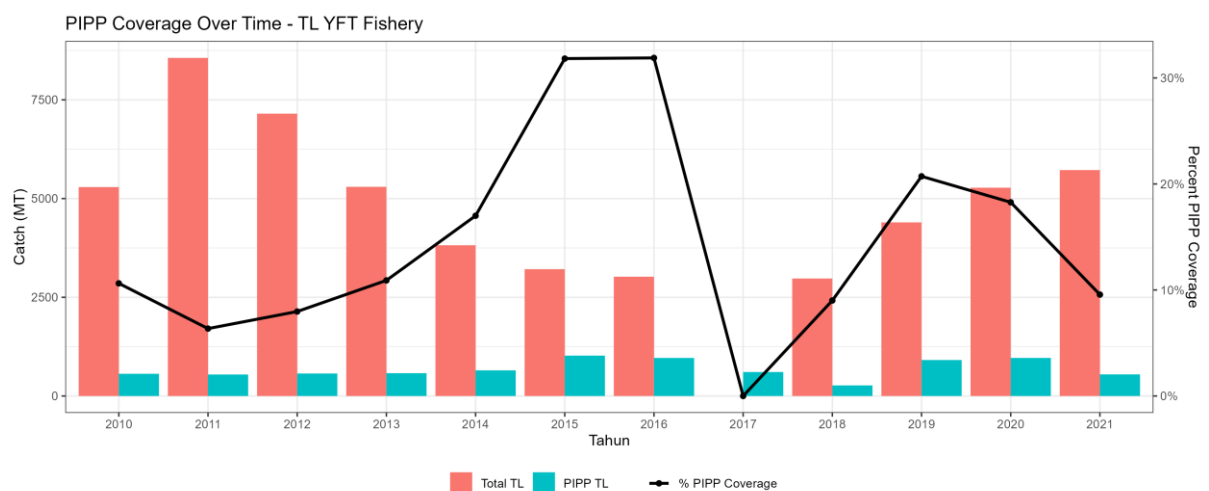 PIPP Coverage Over Time - TL YFT Fishery
Catch (MT)
7500
5000
2500
0
30%
20%
10%
0%
Percent PIPP Coverage
2010 2011 2012 2013 2014 2015 2016 2017 2018 2019 2020 2021
Tahun
Total TL PIPP TL % PIPP Coverage